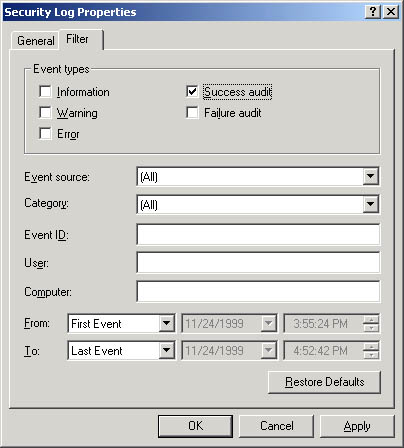 Security Log Properties
General Filter
Event types
Information Success audit
Warning Failure audit
Error
Event source: (All)
Category: (All)
Event ID:
User:
Computer:
From: First Event 11/24/1999 3:55:24 PM
To: Last Event 11/24/1999 4:52:42 PM
Restore Defaults
OK Cancel Apply